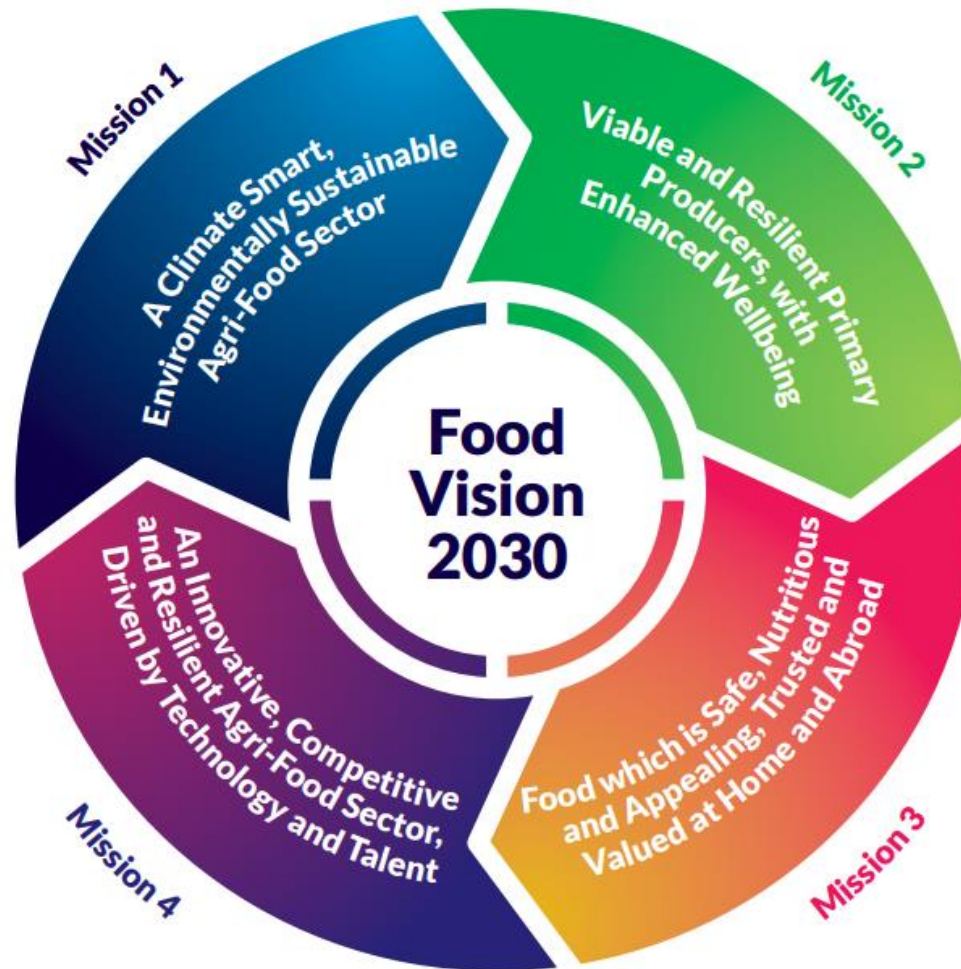 Mission 1
A Climate Smart,
Environmentally Sustainable
Agri-Food Sector
Mission 2
Viable and Resilient Primary
Producers, with
Enhanced Wellbeing
Food
Vision
2030
Mission 3
Food which is Safe, Nutritious
and Appealing, Trusted and
Valued at Home and Abroad
Mission 4
An Innovative, Competitive
and Resilient Agri-Food Sector,
Driven by Technology and Talent